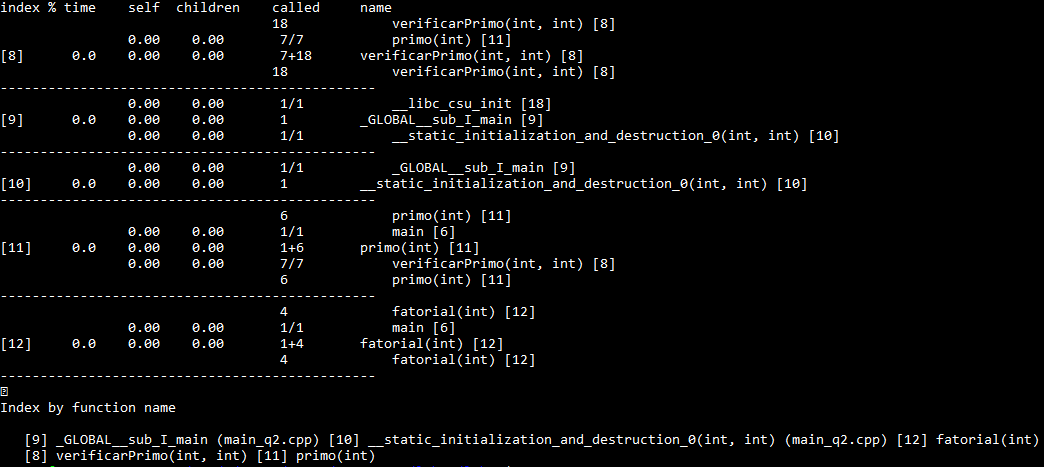 index % time    self  children    called     name
                                  18             verificarPrimo(int, int) [8]
                0.00    0.00       7/7           primo(int) [11]
[8]      0.0    0.00    0.00       7+18      verificarPrimo(int, int) [8]
                                  18             verificarPrimo(int, int) [8]
-----------------------------------------------
                0.00    0.00       1/1           __libc_csu_init [18]
[9]      0.0    0.00    0.00       1         _GLOBAL__sub_I_main [9]
                0.00    0.00       1/1           __static_initialization_and_destruction_0(int, int) [10]
-----------------------------------------------
                0.00    0.00       1/1           _GLOBAL__sub_I_main [9]
[10]     0.0    0.00    0.00       1         __static_initialization_and_destruction_0(int, int) [10]
-----------------------------------------------
                                   6             primo(int) [11]
                0.00    0.00       1/1           main [6]
[11]     0.0    0.00    0.00       1+6       primo(int) [11]
                0.00    0.00       7/7           verificarPrimo(int, int) [8]
                                   6             primo(int) [11]
-----------------------------------------------
                                   4             fatorial(int) [12]
                0.00    0.00       1/1           main [6]
[12]     0.0    0.00    0.00       1+4       fatorial(int) [12]
                                   4             fatorial(int) [12]
-----------------------------------------------
Index by function name
   [9] _GLOBAL__sub_I_main (main_q2.cpp) [10] __static_initialization_and_destruction_0(int, int) (main_q2.cpp) [12] fatorial(int)
   [8] verificarPrimo(int, int) [11] primo(int)